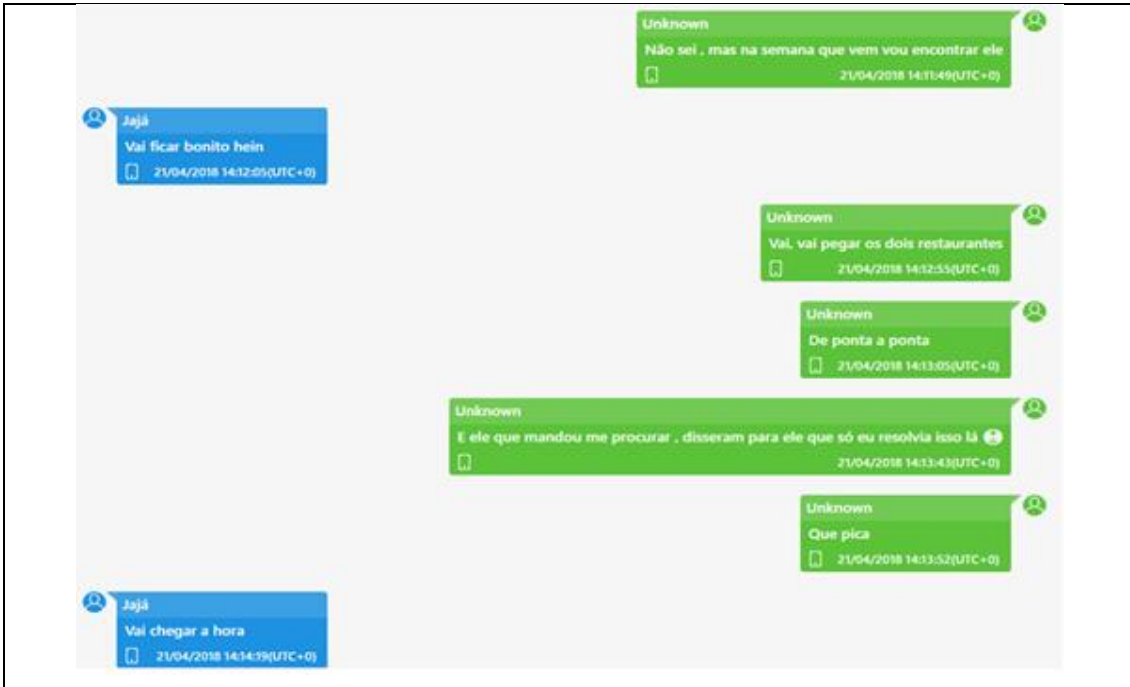 Unknown
Não sei , mas na semana que vem vou encontrar ele
21/04/2018 14:11:49(UTC+0)
Jajá
Vai ficar bonito hein
21/04/2018 14:12:05(UTC+0)
Unknown
Vai, vai pegar os dois restaurantes
21/04/2018 14:12:55(UTC+0)
Unknown
De ponta a ponta
21/04/2018 14:13:05(UTC+0)
Unknown
E ele que mandou me procurar , disseram para ele que só eu resolvia isso lá
21/04/2018 14:13:43(UTC+0)
Unknown
Que pica
21/04/2018 14:13:52(UTC+0)
Jajá
Vai chegar a hora
21/04/2018 14:14:19(UTC+0)